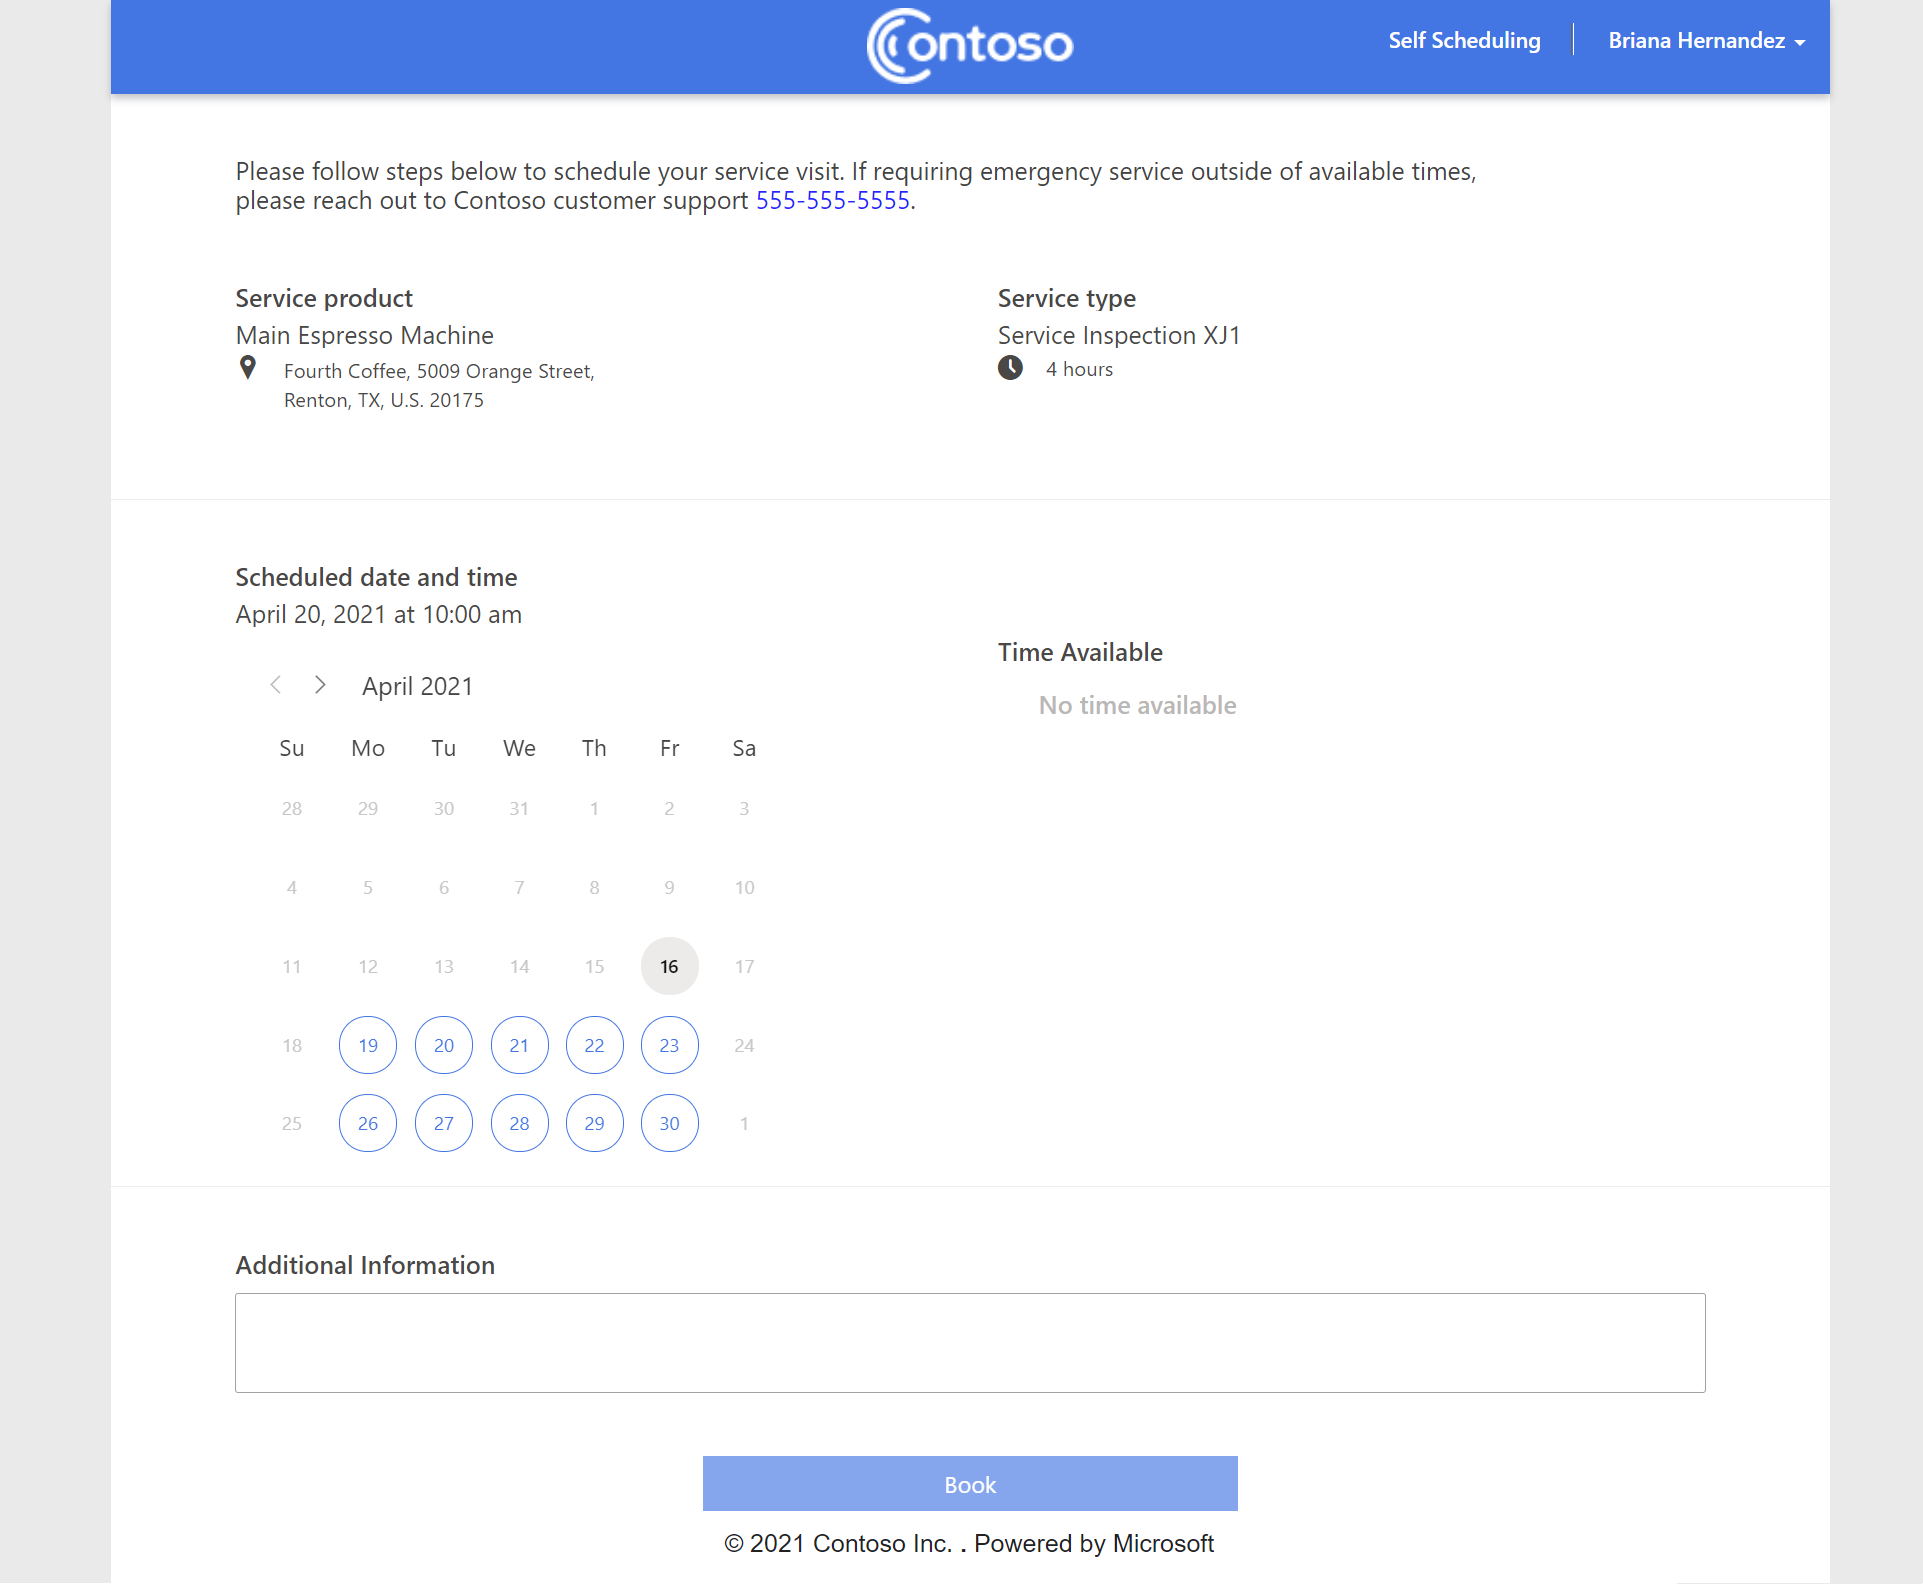 Contoso
Self Scheduling
Briana Hernandez
Please follow steps below to schedule your service visit. If requiring emergency service outside of available times,
please reach out to Contoso customer support 555-555-5555.
Service product
Main Espresso Machine
Fourth Coffee, 5009 Orange Street,
Renton, TX, U.S. 20175
Service type
Service Inspection XJ1
4 hours
Scheduled date and time
April 20, 2021 at 10:00 am
April 2021
Su Mo Tu We Th Fr Sa
28 29 30 31 1 2 3
4 5 6 7 8 9 10
11 12 13 14 15 16 17
18 19 20 21 22 23 24
25 26 27 28 29 30 1
Time Available
No time available
Additional Information
Book
© 2021 Contoso Inc. . Powered by Microsoft